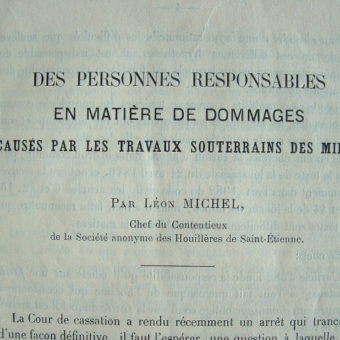 DES PERSONNES RESPONSABLES
EN MATIÈRE DE DOMMAGES
CAUSÉS PAR LES TRAVAUX SOUTERRAINS DES MI
PAR LÉON MICHEL,
Chef du Contentieux
de la Société anonyme des Houillères de Saint-Étienne.
La Cour de cassation a rendu récemment un arrêt qui tranc
d'une façon définitive, il faut l'espérer, une question à laquelle